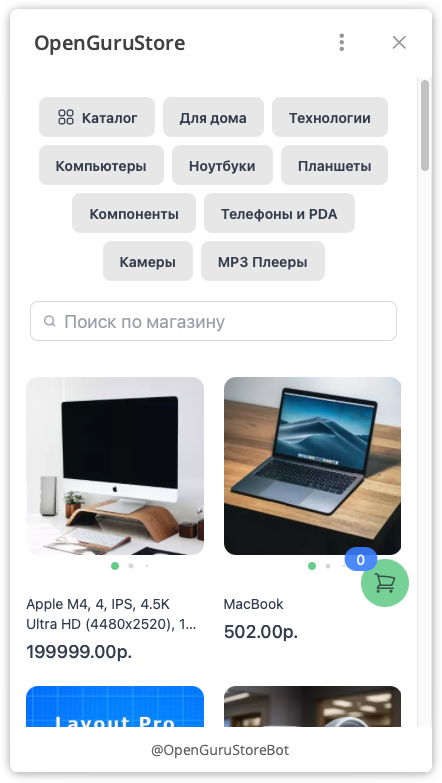 OpenGuruStore
Каталог
Для дома
Технологии
Компьютеры
Ноутбуки
Планшеты
Компоненты
Телефоны и PDA
Камеры
MP3 Плееры
Поиск по магазину
0
Apple M4, 4, IPS, 4.5K
Ultra HD (4480x2520), 1...
199999.00р.
MacBook
502.00р.
Layout Pro
@OpenGuruStoreBot